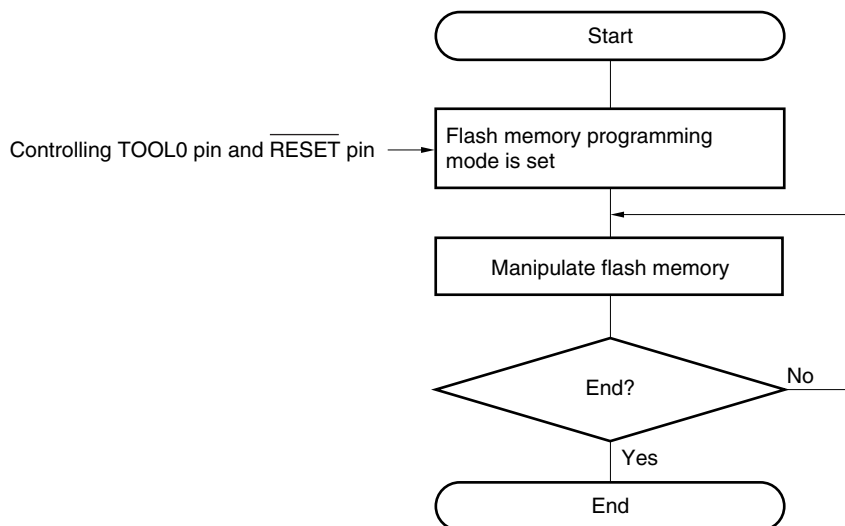 Start
Controlling TOOL0 pin and RESET pin
Flash memory programming
mode is set
Manipulate flash memory
End?
No
Yes
End